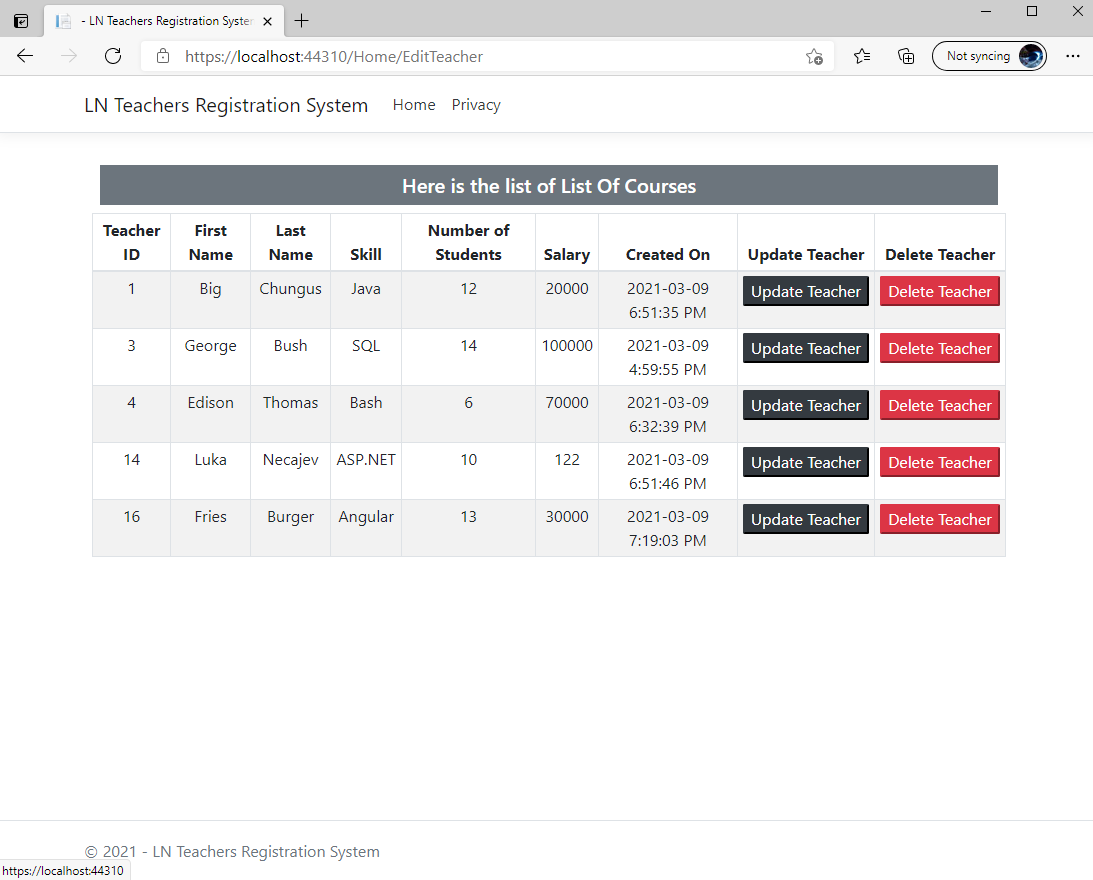 - LN Teachers Registration System
https://localhost:44310/Home/EditTeacher
Not syncing
LN Teachers Registration System Home Privacy
Here is the list of List Of Courses
Teacher ID First Name Last Name Skill Number of Students Salary Created On Update Teacher Delete Teacher
1 Big Chungus Java 12 20000 2021-03-09 6:51:35 PM Update Teacher Delete Teacher
3 George Bush SQL 14 100000 2021-03-09 4:59:55 PM Update Teacher Delete Teacher
4 Edison Thomas Bash 6 70000 2021-03-09 6:32:39 PM Update Teacher Delete Teacher
14 Luka Necajev ASP.NET 10 122 2021-03-09 6:51:46 PM Update Teacher Delete Teacher
16 Fries Burger Angular 13 30000 2021-03-09 7:19:03 PM Update Teacher Delete Teacher
© 2021 - LN Teachers Registration System
https://localhost:44310